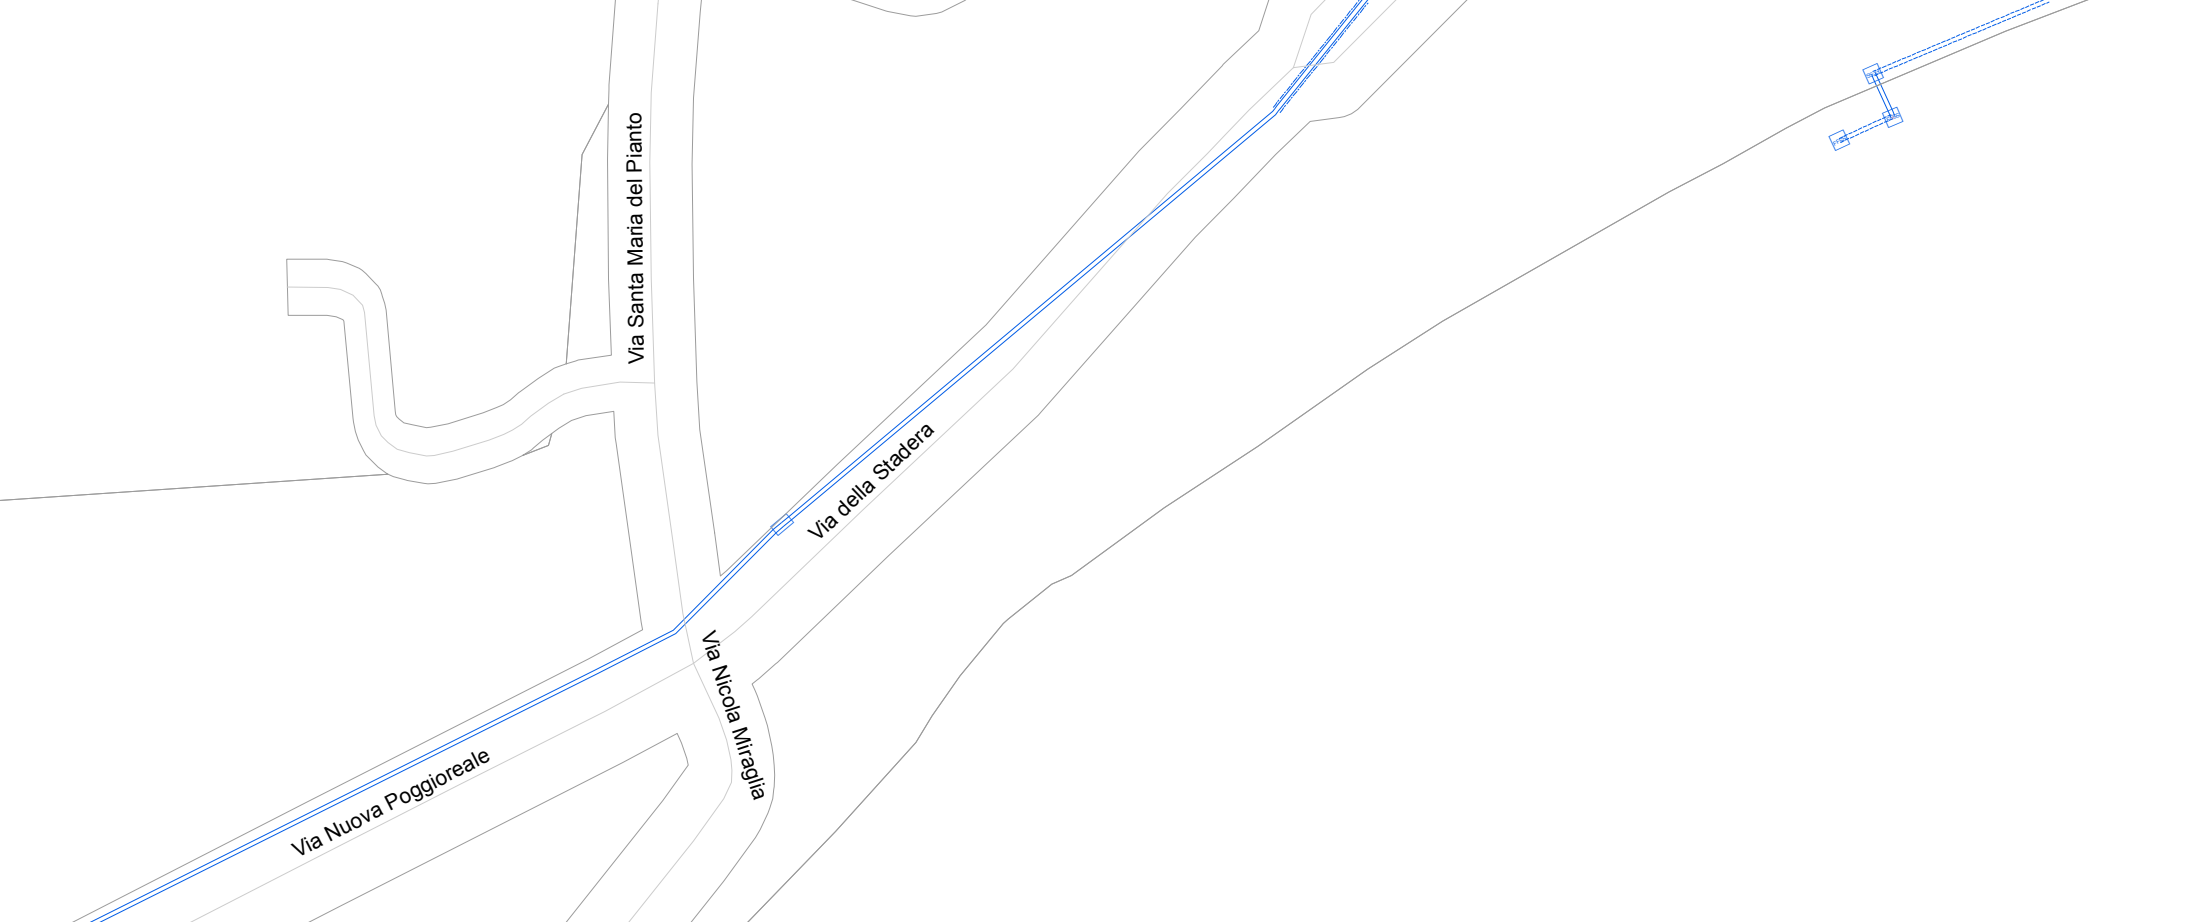 Via Santa Maria del Pianto
Via della Stadera
Via Nicola Miraglia
Via Nuova Poggioreale